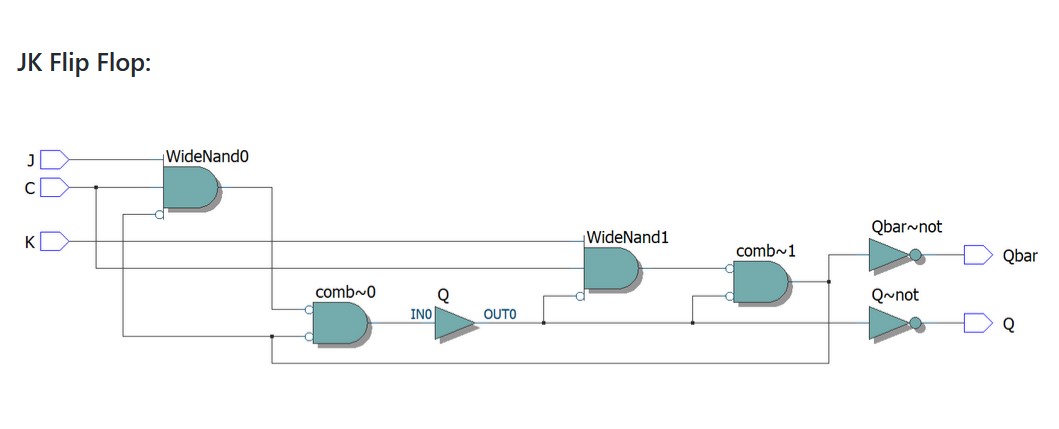 JK Flip Flop:
J
WideNand0
C
K
WideNand1
Qbar~not
comb~1
Qbar
comb~0
Q
Q~not
IN0
OUT0
Q